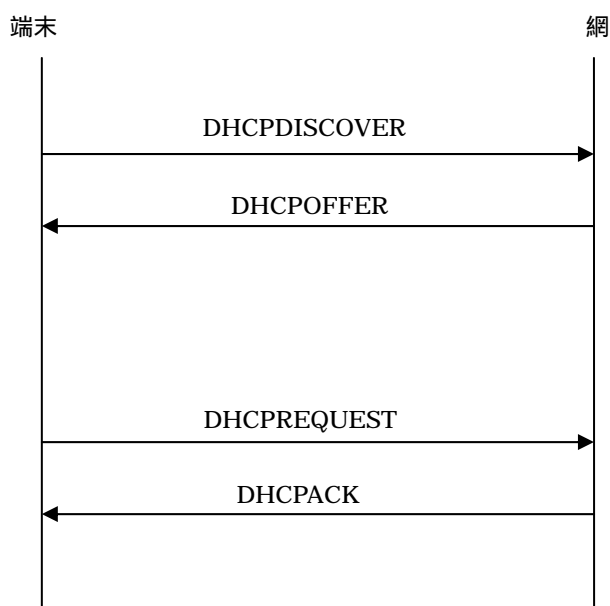 端末
網
DHCPDISCOVER
DHCPOFFER
DHCPREQUEST
DHCPACK